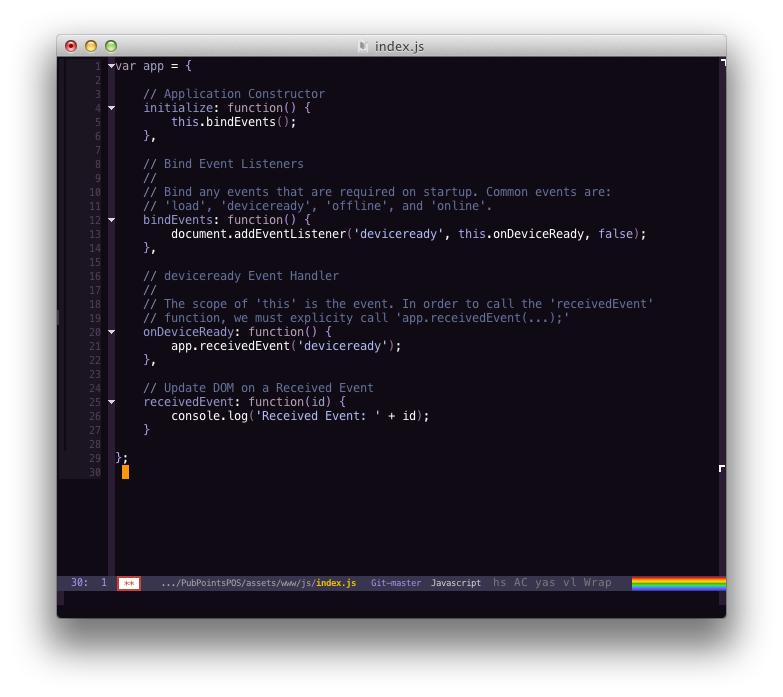 index.js
1 var app = {
2
3 // Application Constructor
4 initialize: function() {
5 this.bindEvents();
6 },
7
8 // Bind Event Listeners
9 //
10 // Bind any events that are required on startup. Common events are:
11 // 'load', 'deviceready', 'offline', and 'online'.
12 bindEvents: function() {
13 document.addEventListener('deviceready', this.onDeviceReady, false);
14 },
15
16 // deviceready Event Handler
17 //
18 // The scope of 'this' is the event. In order to call the 'receivedEvent'
19 // function, we must explicity call 'app.receivedEvent(...);'
20 onDeviceReady: function() {
21 app.receivedEvent('deviceready');
22 },
23
24 // Update DOM on a Received Event
25 receivedEvent: function(id) {
26 console.log('Received Event: ' + id);
27 }
28
29 };
30
30: 1 ** .../PubPointsPOS/assets/www/js/index.js Git-master Javascript hs AC yas vl Wrap